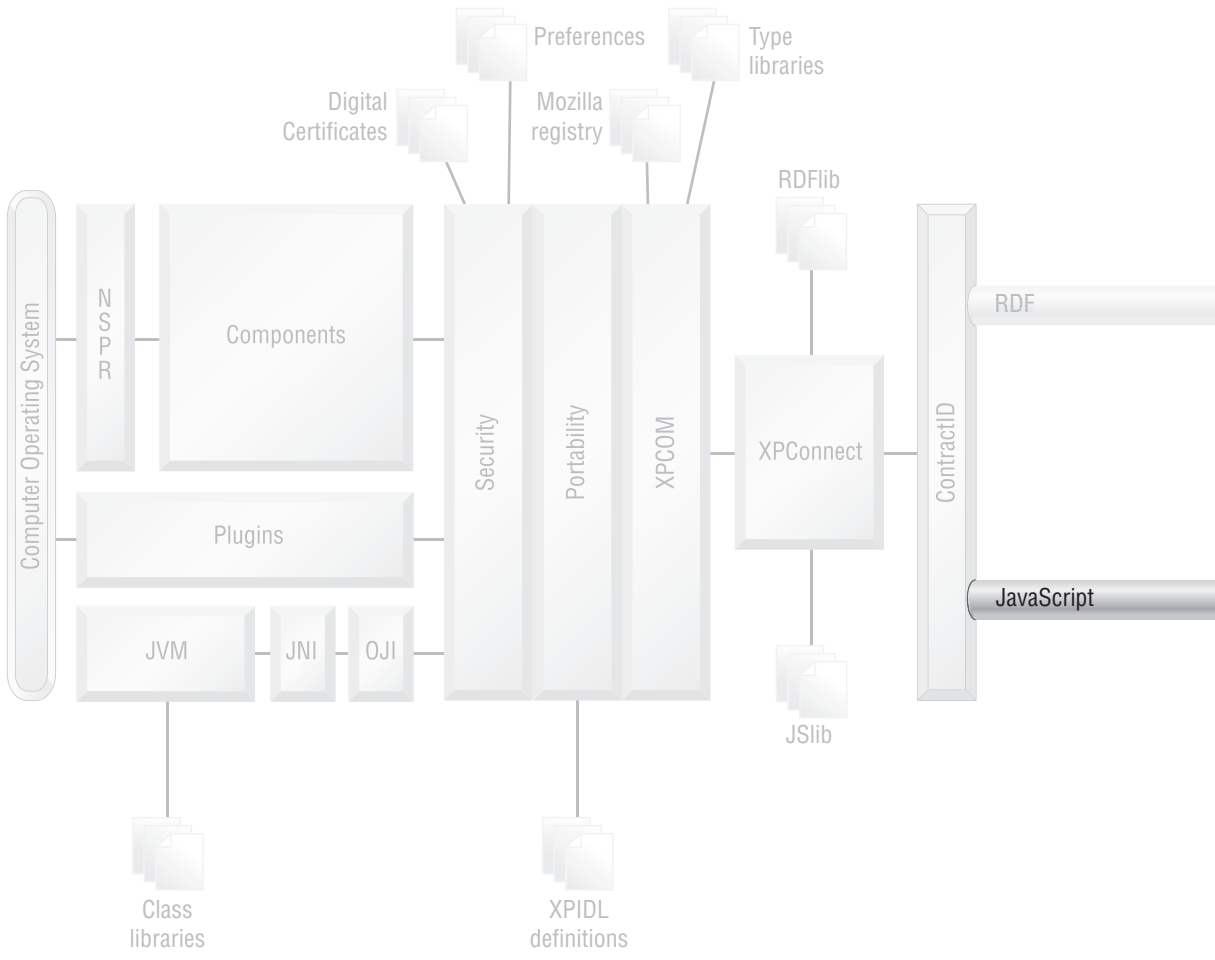 Preferences
Type
libraries
Digital
Certificates
Mozilla
registry
RDFlib
Computer Operating System
NSPR
Components
Security
Portability
XPCOM
XPConnect
ContractID
RDF
Plugins
JavaScript
JVM
JNI
OJI
JSlib
Class
libraries
XPIDL
definitions